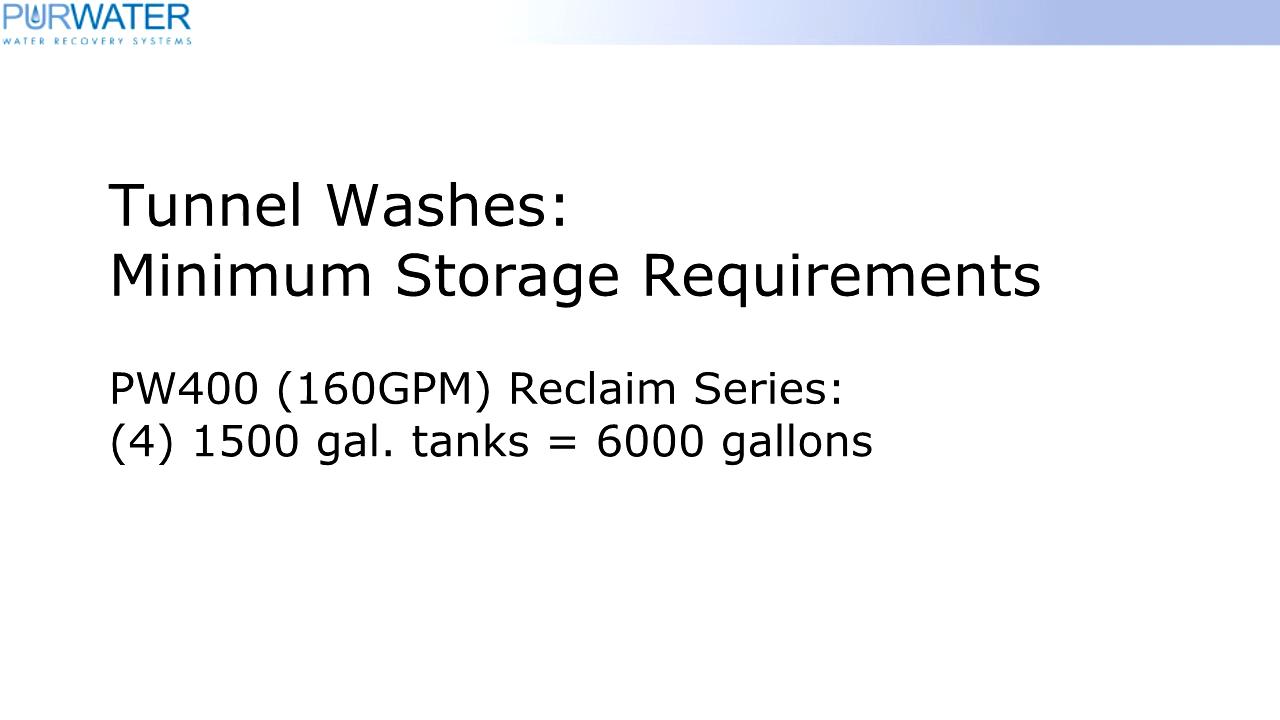 PURWATER
WATER RECOVERY SYSTEMS
Tunnel Washes:
Minimum Storage Requirements
PW400 (160GPM) Reclaim Series:
(4) 1500 gal. tanks = 6000 gallons